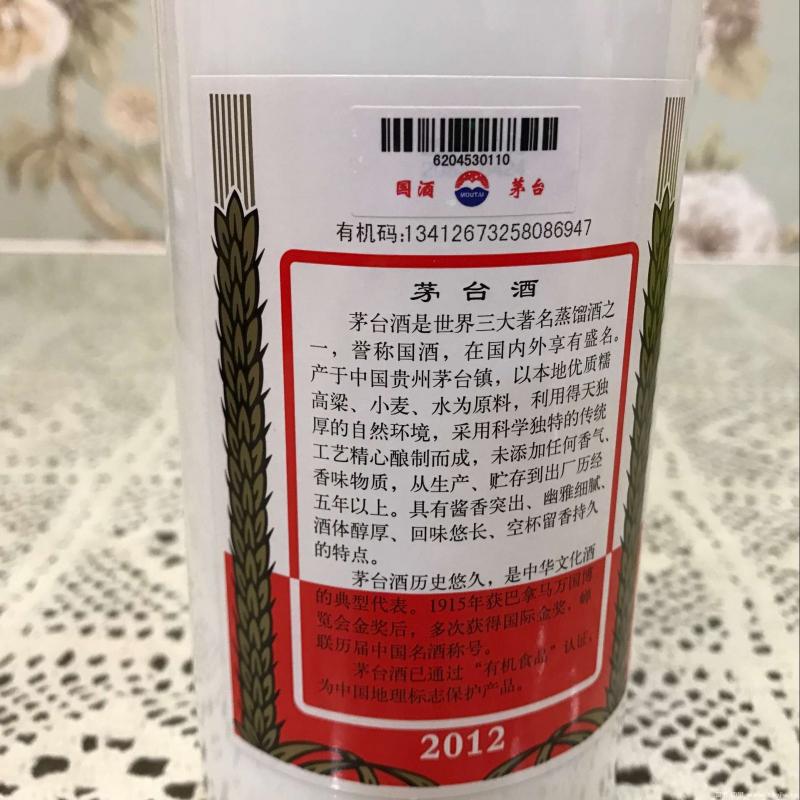 6204530110
国酒 MOUTAI 茅台
有机码:13412673258086947
茅台酒
茅台酒是世界三大著名蒸馏酒之
一，誉称国酒，在国内外享有盛名。
产于中国贵州茅台镇，以本地优质糯
高粱、小麦、水为原料，利用得天独
厚的自然环境，采用科学独特的传统
工艺精心酿制而成，未添加任何香气、
香味物质，从生产、贮存到出厂历经
五年以上。具有酱香突出、幽雅细腻、
酒体醇厚、回味悠长、空杯留香持久
的特点。
茅台酒历史悠久，是中华文化酒
的典型代表。1915年获巴拿马万国博
览会金奖后，多次获得国际金奖，蝉
联历届中国名酒称号。
茅台酒已通过“有机食品”认证，
为中国地理标志保护产品。
2012